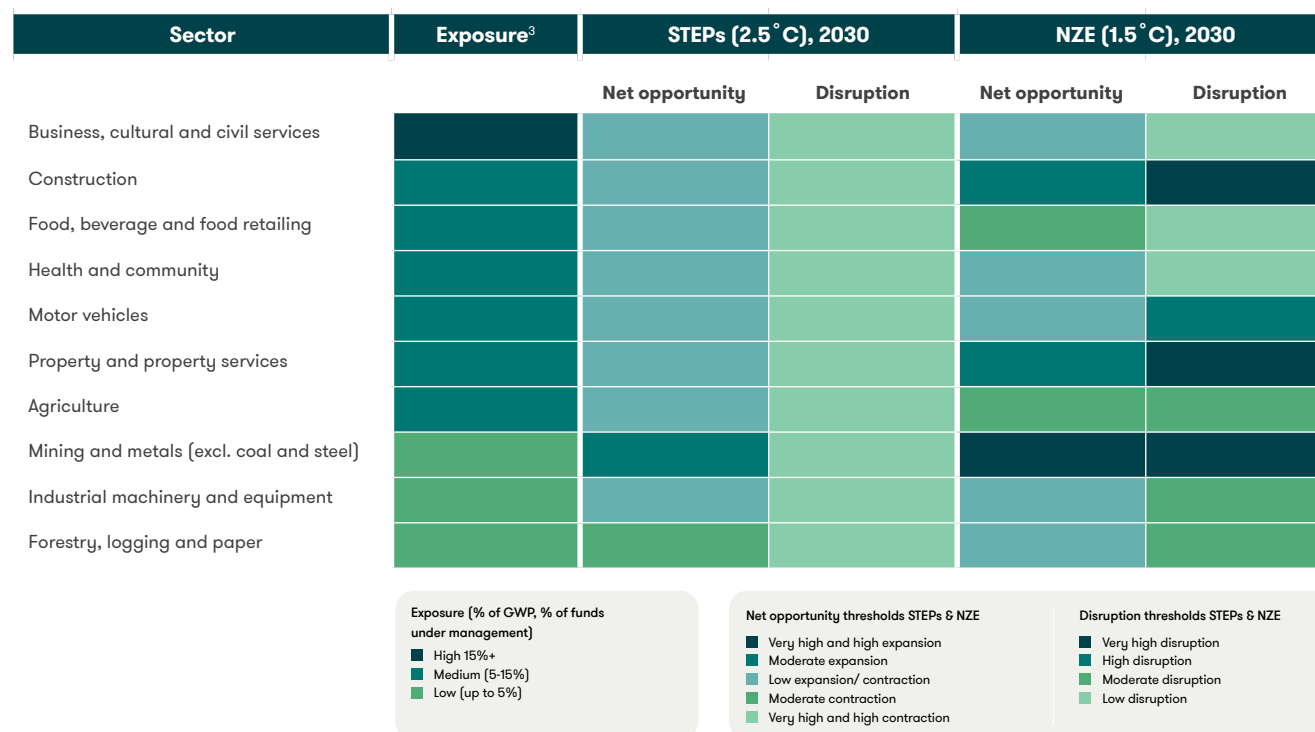 Sector Exposure3 STEPs (2.5˚C), 2030 NZE (1.5˚C), 2030
Net opportunity Disruption Net opportunity Disruption
Business, cultural and civil services
Construction
Food, beverage and food retailing
Health and community
Motor vehicles
Property and property services
Agriculture
Mining and metals (excl. coal and steel)
Industrial machinery and equipment
Forestry, logging and paper
Exposure (% of GWP, % of funds
under management)
High 15%+
Medium (5-15%)
Low (up to 5%)
Net opportunity thresholds STEPs & NZE
Very high and high expansion
Moderate expansion
Low expansion/ contraction
Moderate contraction
Very high and high contraction
Disruption thresholds STEPs & NZE
Very high disruption
High disruption
Moderate disruption
Low disruption